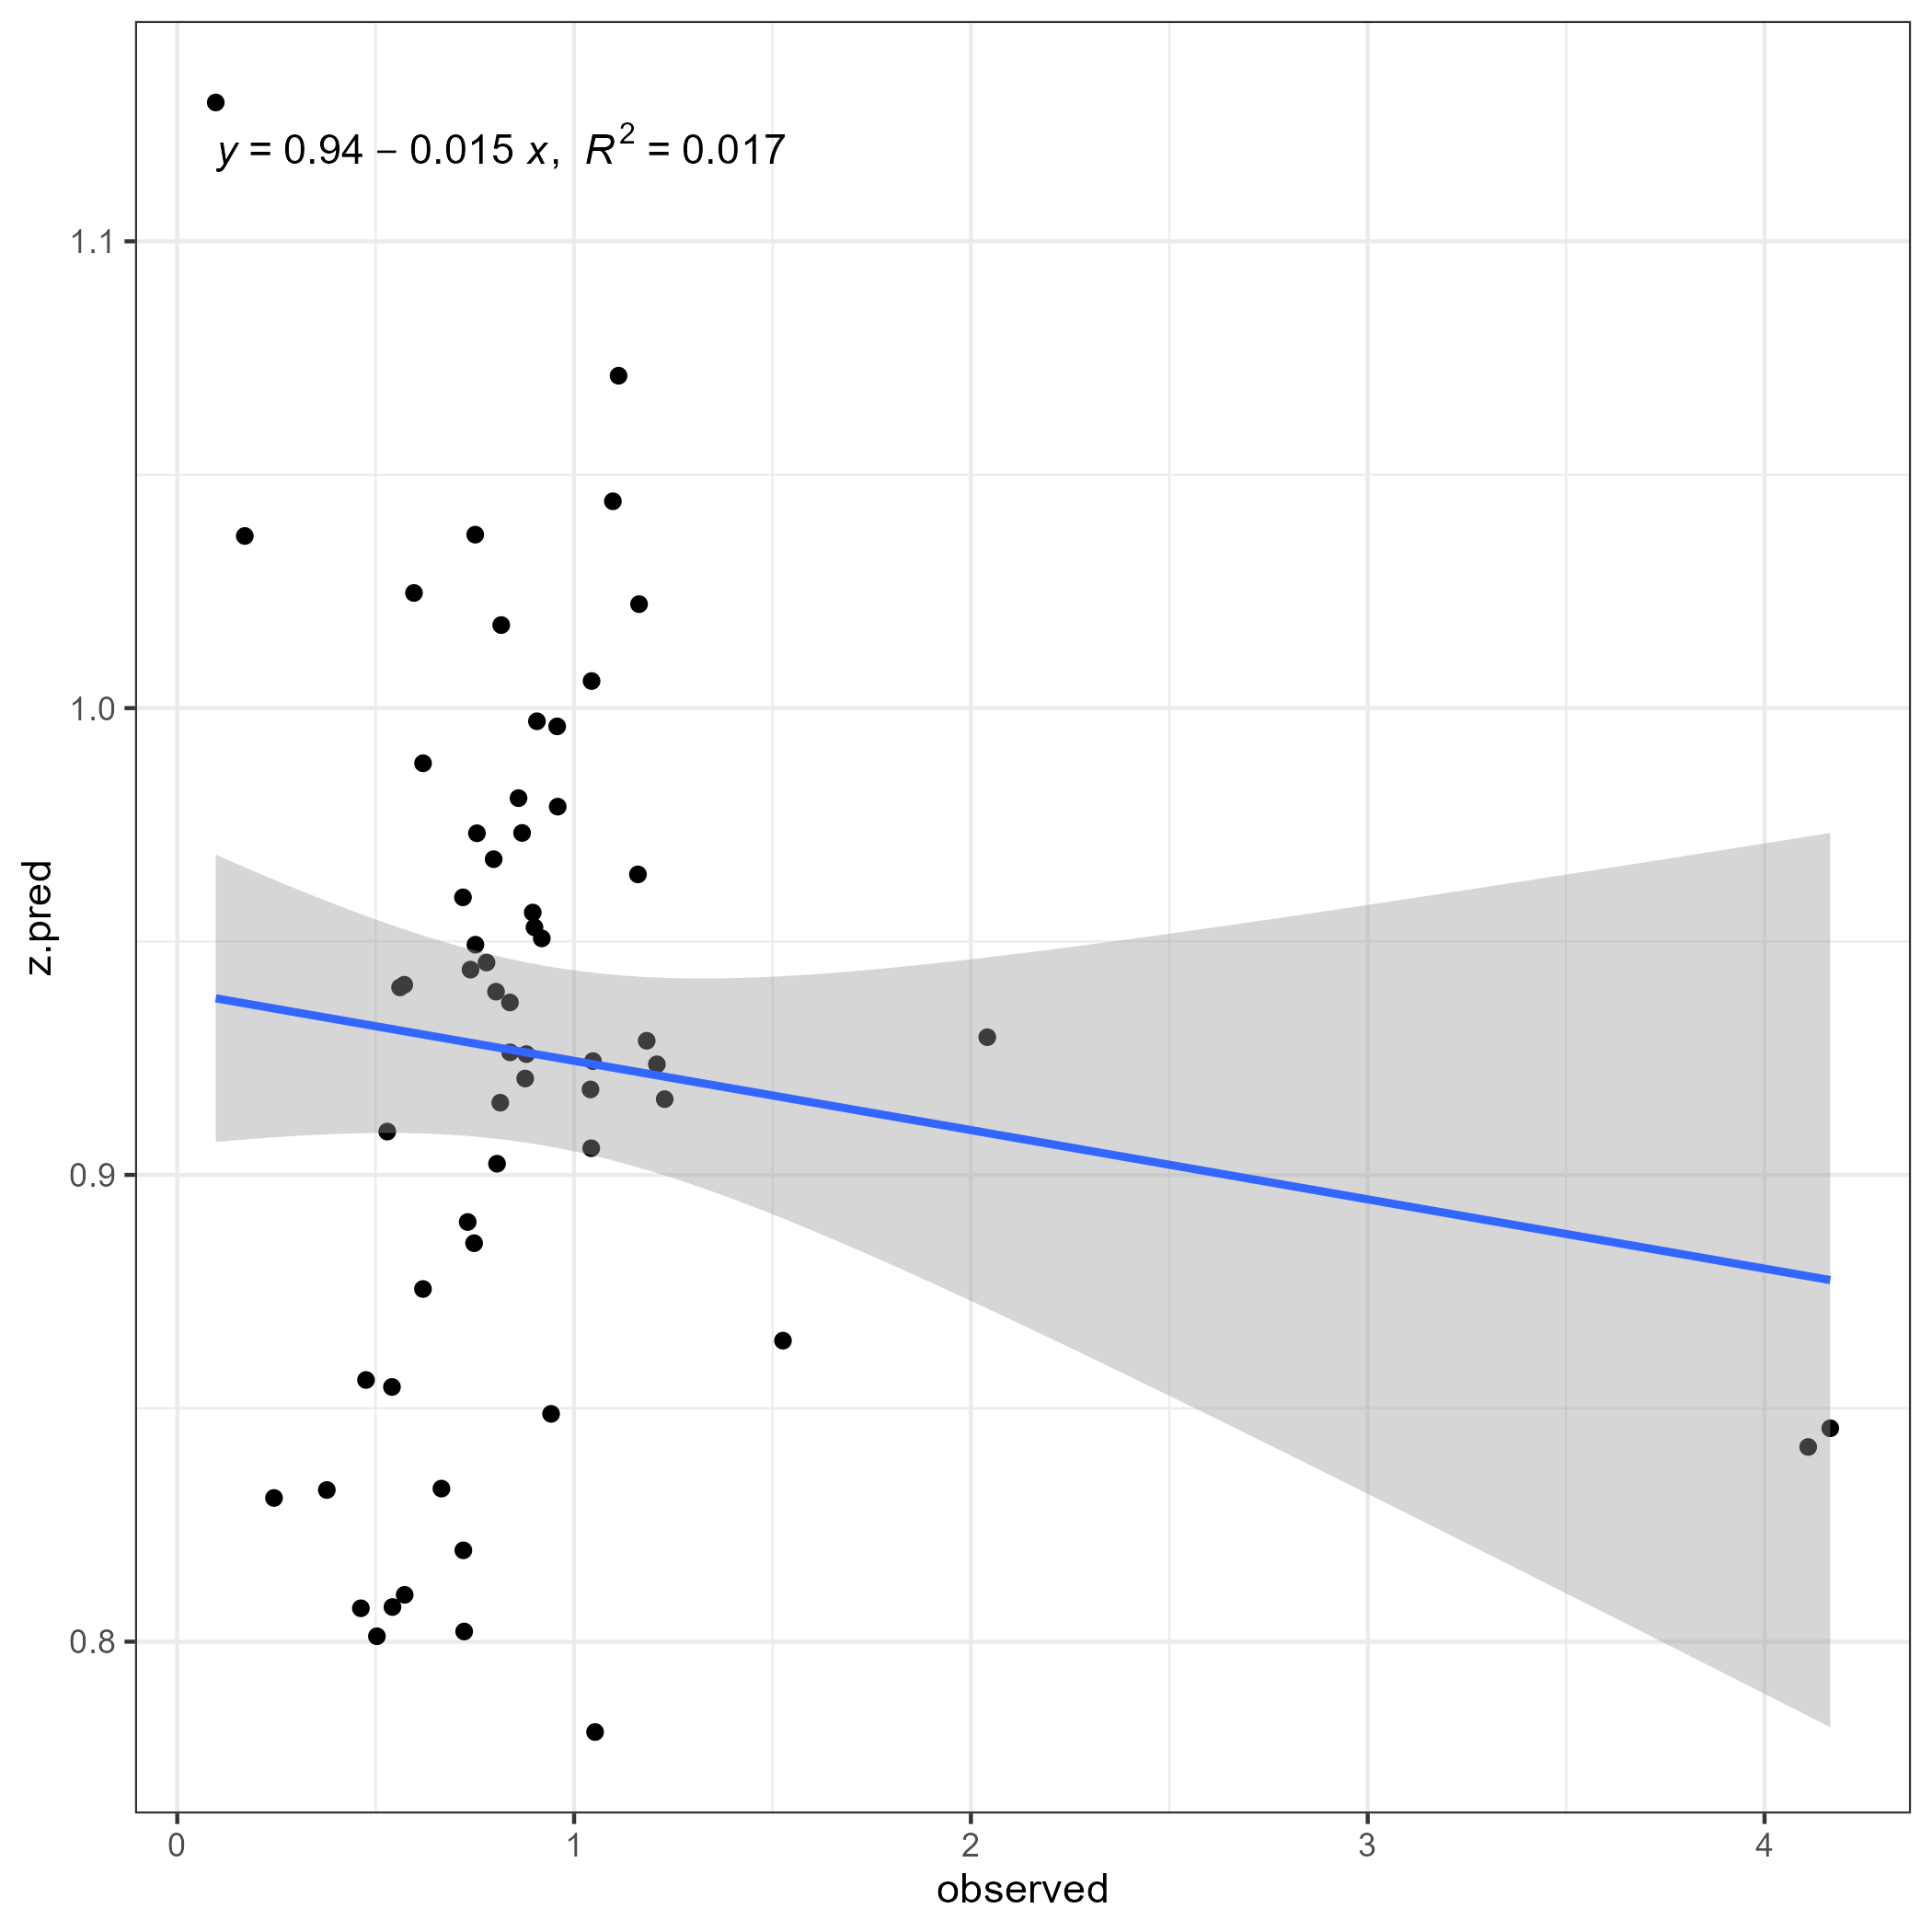 y = 0.94 − 0.015 x, R² = 0.017
1.1
1.0
0.9
0.8
z.pred
0 1 2 3 4
observed